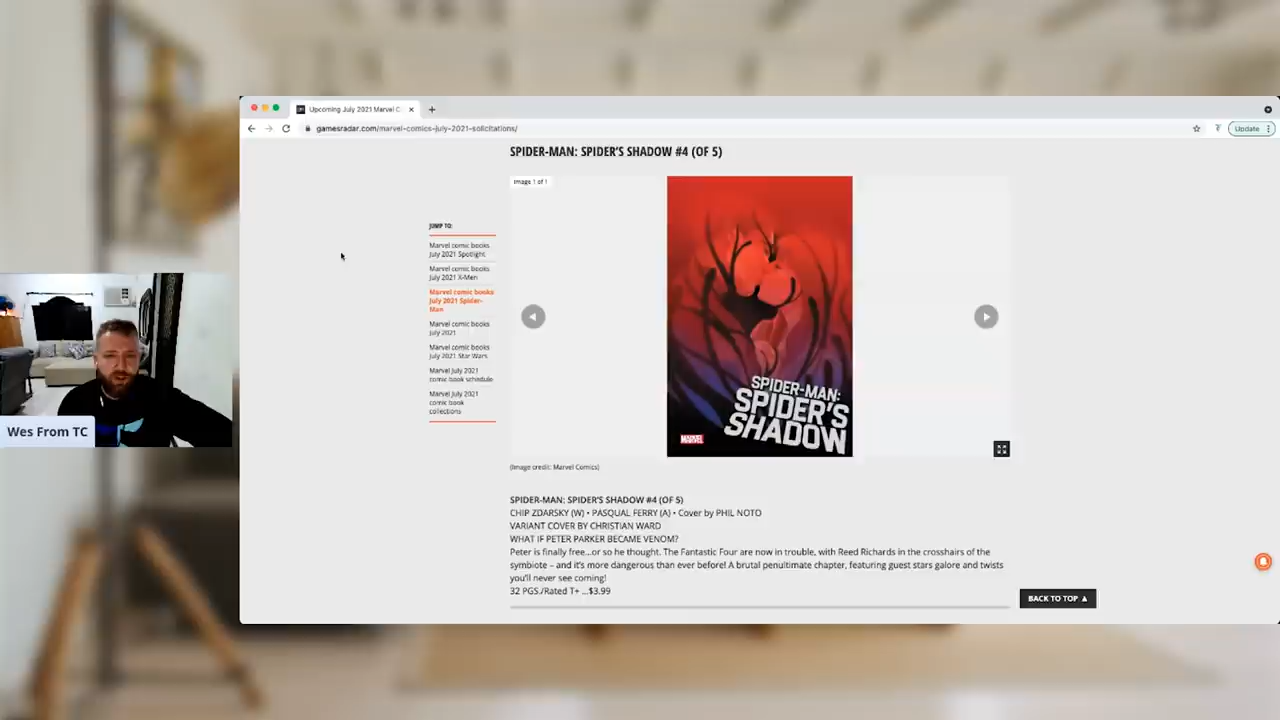 Upcoming July 2021 Marvel C
gamesradar.com/marvel-comics-july-2021-solicitations/
Update
SPIDER-MAN: SPIDER'S SHADOW #4 (OF 5)
Image 1 of 1
JUMP TO:
Marvel comic books
July 2021 Spotlight
Marvel comic books
July 2021 X-Men
Marvel comic books
July 2021 Spider-
Man
Marvel comic books
July 2021
Marvel comic books
July 2021 Star Wars
Marvel July 2021
comic book schedule
Marvel July 2021
comic book
collections
SPIDER-MAN:
SPIDER'S
SHADOW
MARVEL
(Image credit: Marvel Comics)
SPIDER-MAN: SPIDER'S SHADOW #4 (OF 5)
CHIP ZDARSKY (W) • PASQUAL FERRY (A) • Cover by PHIL NOTO
VARIANT COVER BY CHRISTIAN WARD
WHAT IF PETER PARKER BECAME VENOM?
Peter is finally free...or so he thought. The Fantastic Four are now in trouble, with Reed Richards in the crosshairs of the
symbiote – and it's more dangerous than ever before! A brutal penultimate chapter, featuring guest stars galore and twists
you'll never see coming!
32 PGS./Rated T+ ...$3.99
BACK TO TOP ▲
Wes From TC